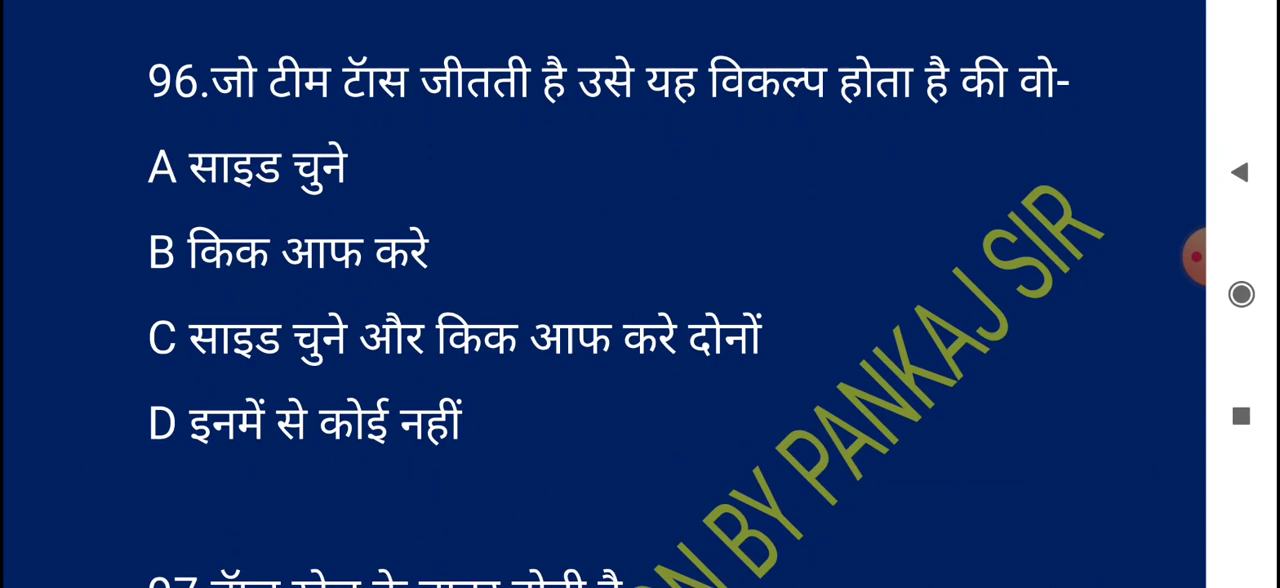 96.जो टीम टॅास जीतती है उसे यह विकल्प होता है की वो-
A साइड चुने
B किक आफ करे
C साइड चुने और किक आफ करे दोनों
D इनमें से कोई नहीं
BY PANKAJ SIR